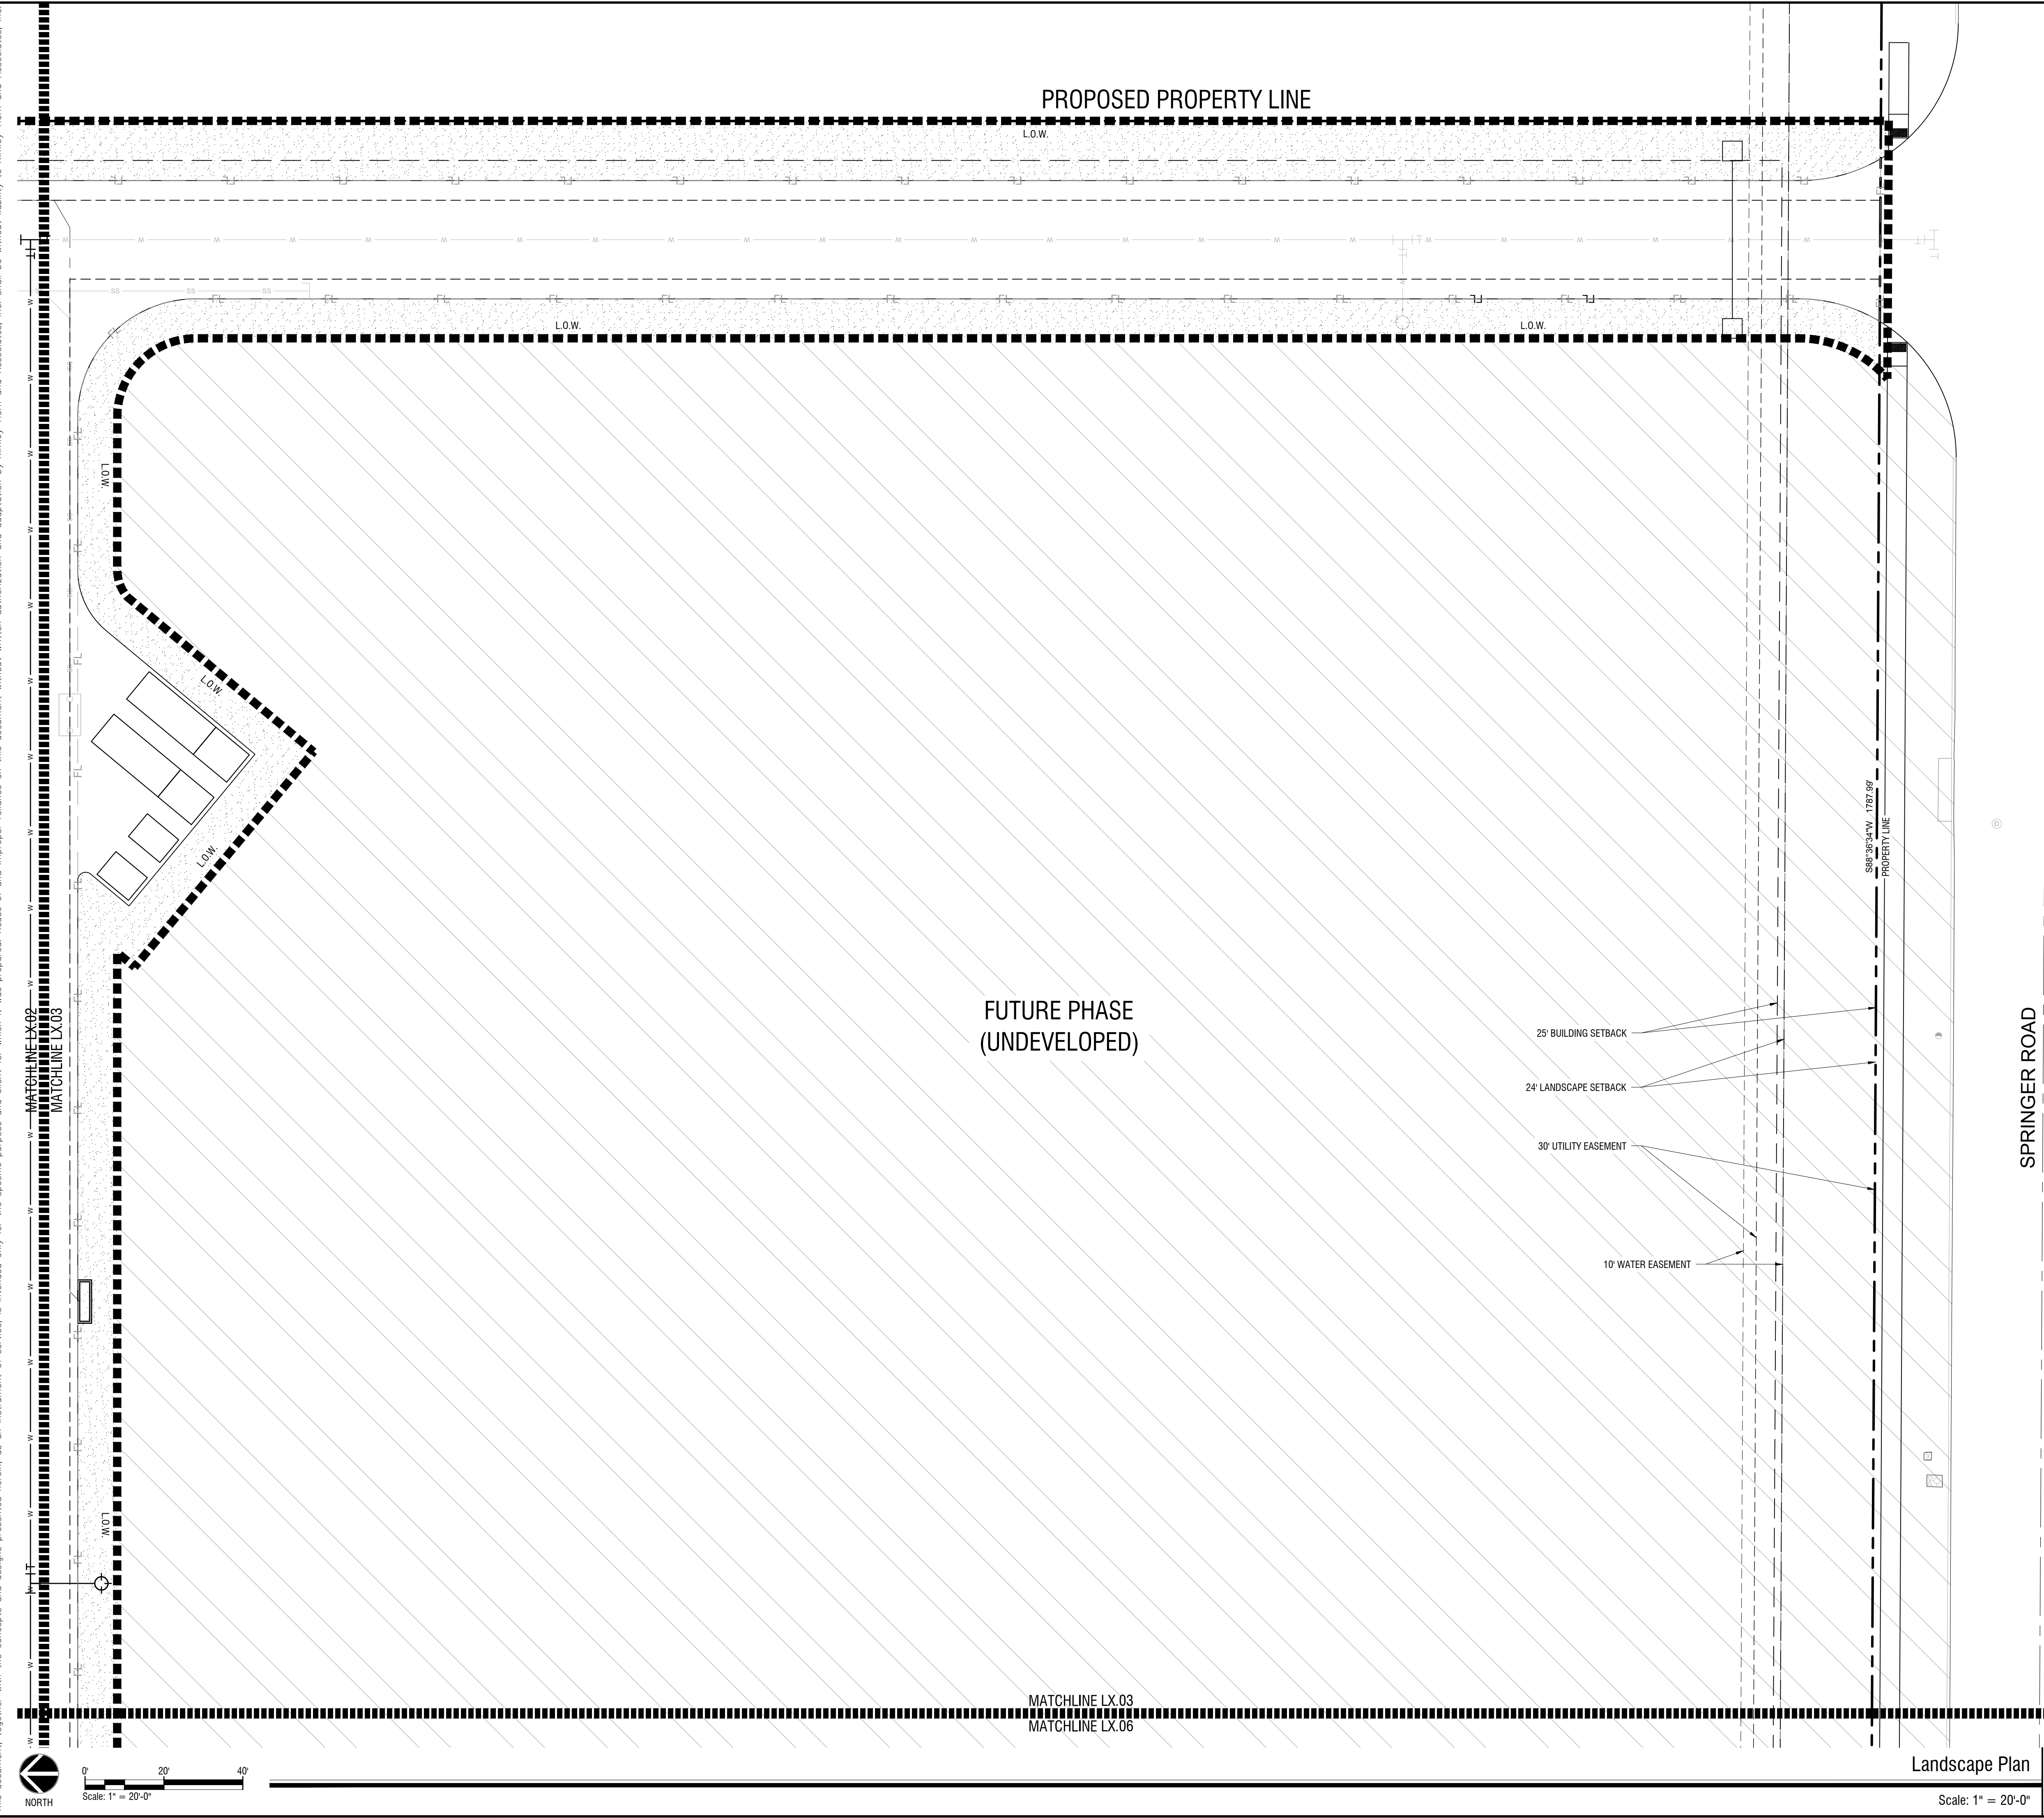 PROPOSED PROPERTY LINE
L.O.W.
L.O.W.
L.O.W.
L.O.W.
L.O.W.
L.O.W.
L.O.W.
MATCHLINE LX.02
MATCHLINE LX.03
FUTURE PHASE
(UNDEVELOPED)
25' BUILDING SETBACK
24' LANDSCAPE SETBACK
30' UTILITY EASEMENT
10' WATER EASEMENT
S88°36'34"W 1787.99'
PROPERTY LINE
SPRINGER ROAD
MATCHLINE LX.03
MATCHLINE LX.06
NORTH
0' 20' 40'
Scale: 1" = 20'-0"
Landscape Plan
Scale: 1" = 20'-0"